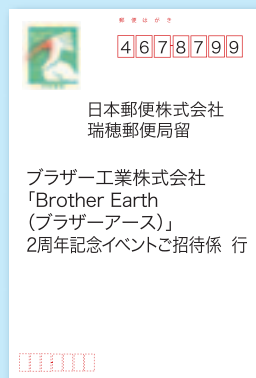 郵便はがき
4678799
日本郵便株式会社
瑞穂郵便局留
ブラザー工業株式会社
「Brother Earth
（ブラザーアース）」
2周年記念イベントご招待係 行